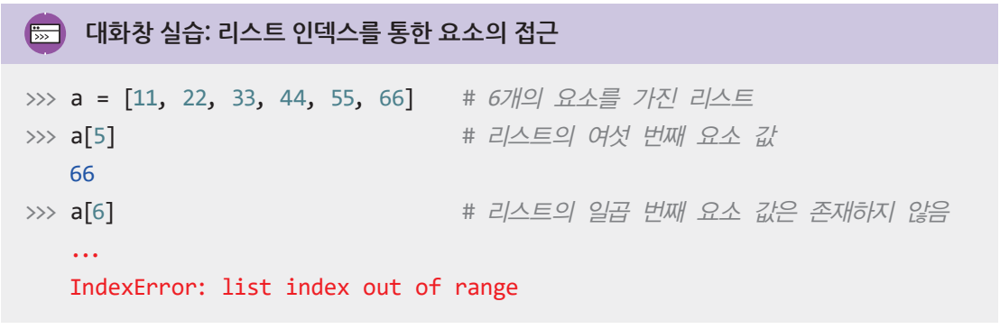 대화창 실습: 리스트 인덱스를 통한 요소의 접근
>>> a = [11, 22, 33, 44, 55, 66]   # 6개의 요소를 가진 리스트
>>> a[5]   # 리스트의 여섯 번째 요소 값
66
>>> a[6]   # 리스트의 일곱 번째 요소 값은 존재하지 않음
...
IndexError: list index out of range